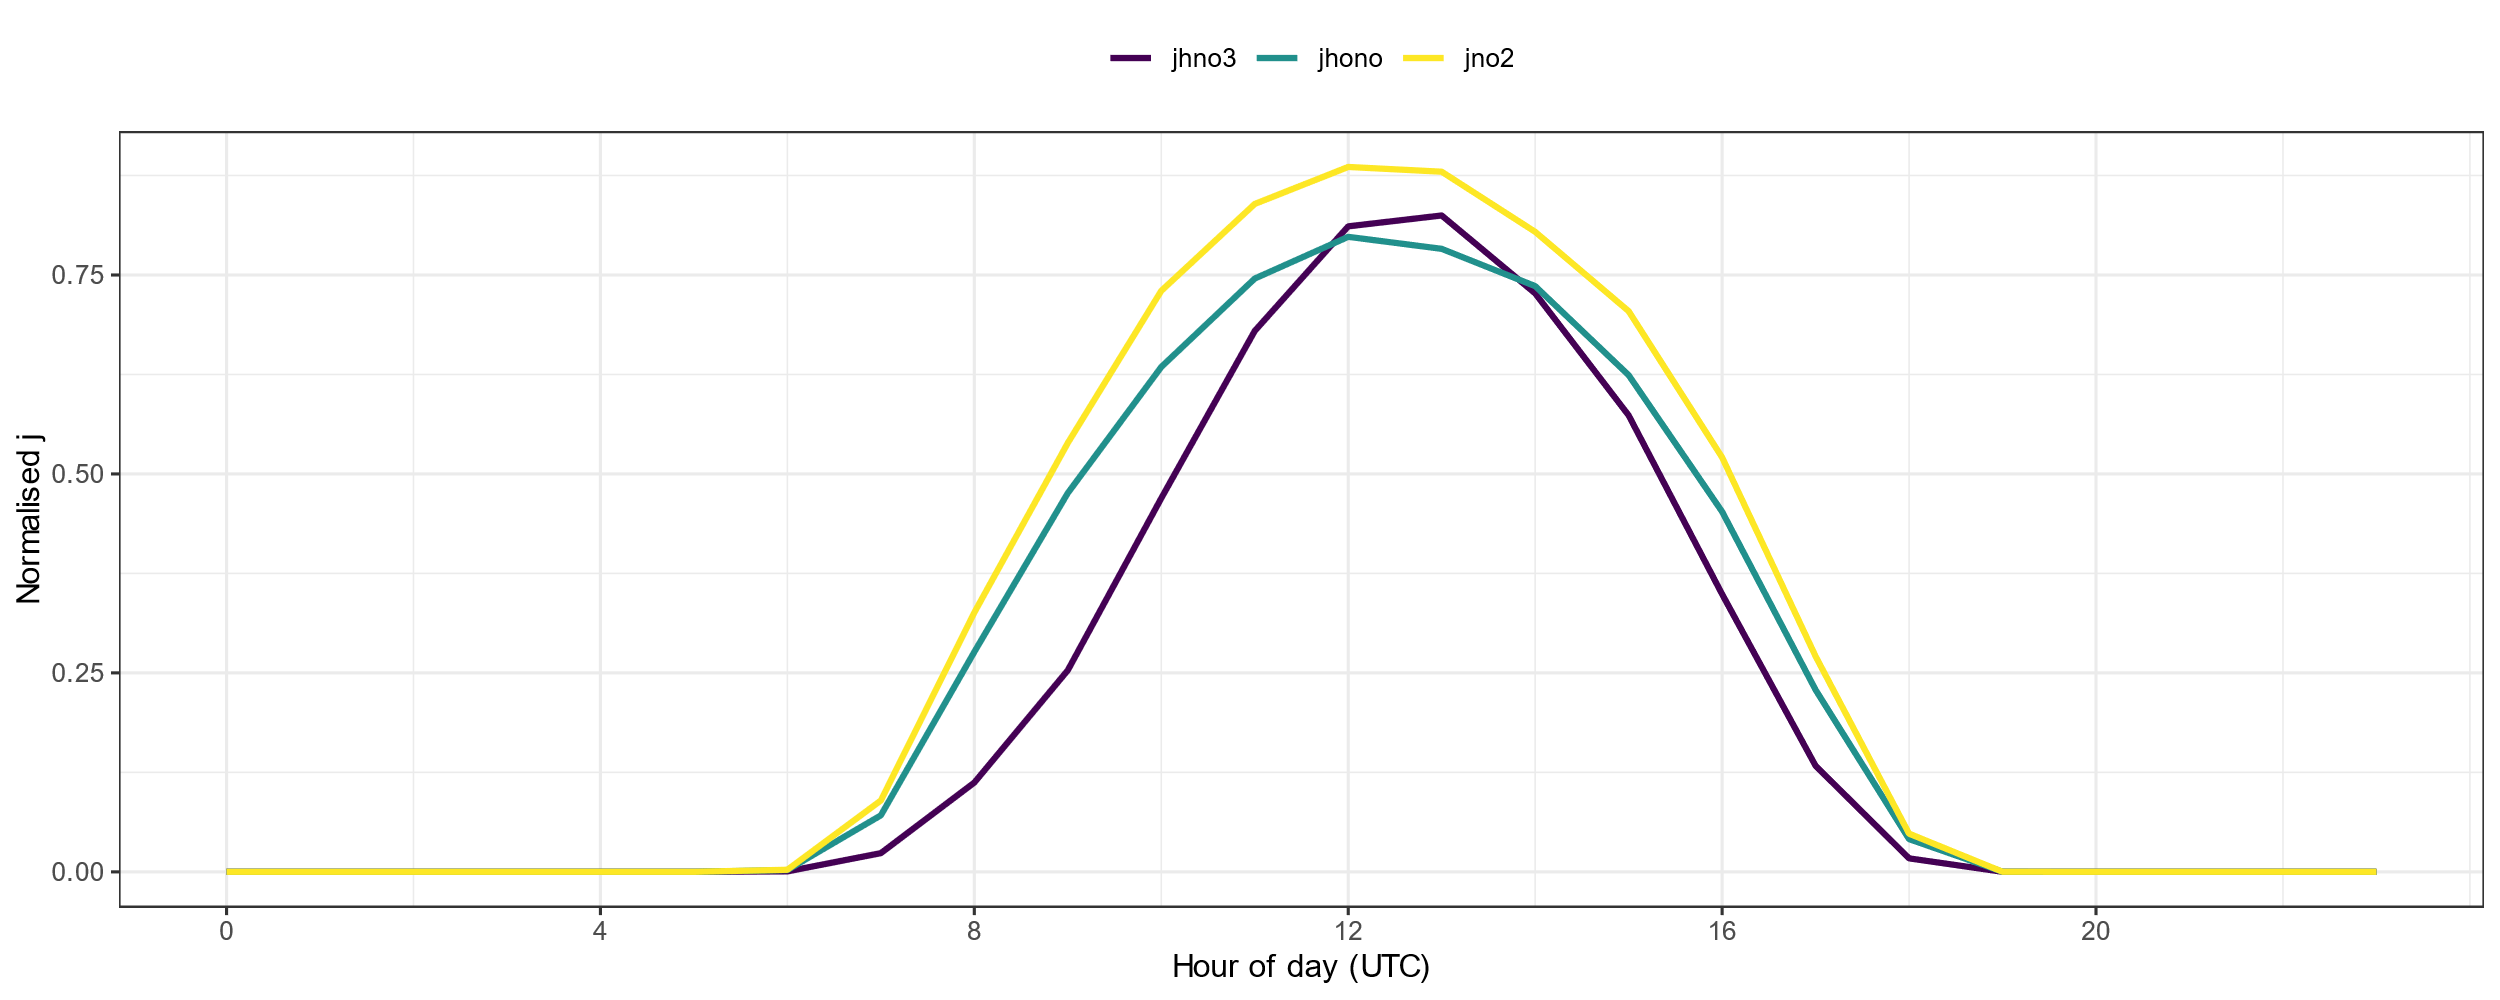 jhno3 jhono jno2
Normalised j
0.75
0.50
0.25
0.00
0 4 8 12 16 20
Hour of day (UTC)